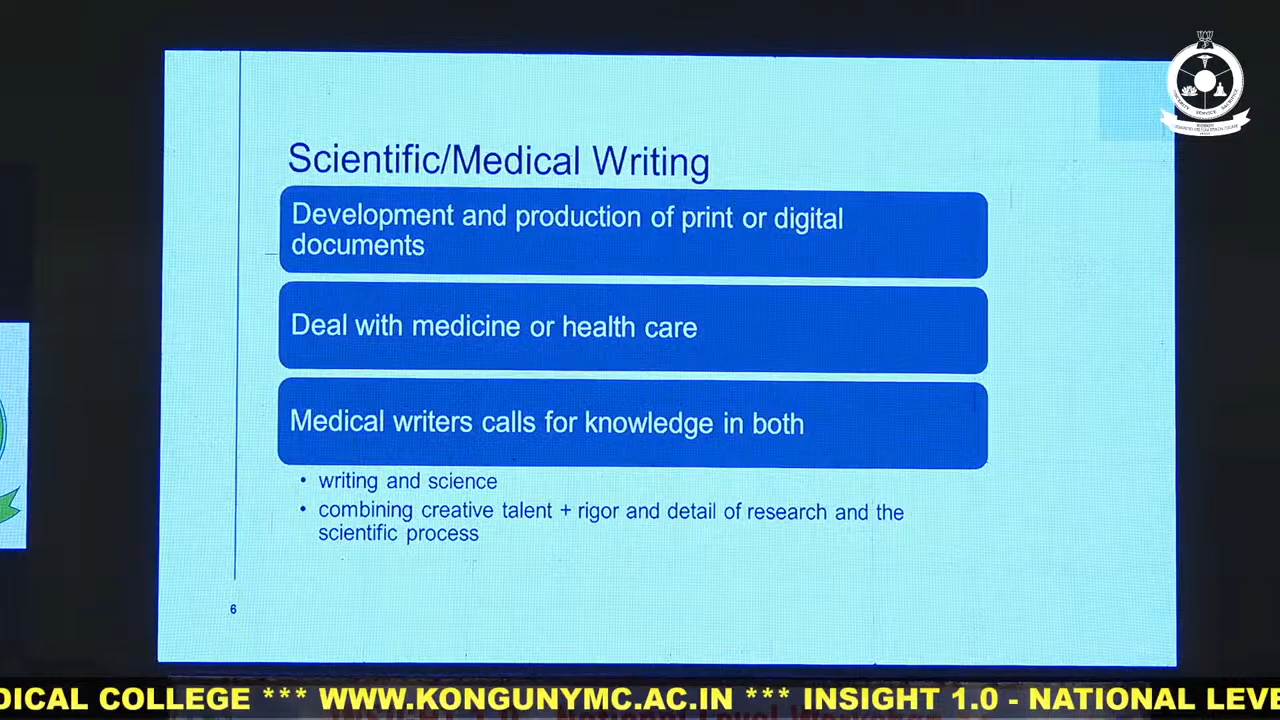 Scientific/Medical Writing
Development and production of print or digital
documents
Deal with medicine or health care
Medical writers calls for knowledge in both
• writing and science
• combining creative talent + rigor and detail of research and the
scientific process
6
DICAL COLLEGE *** WWW.KONGUNYMC.AC.IN *** INSIGHT 1.0 - NATIONAL LEVE